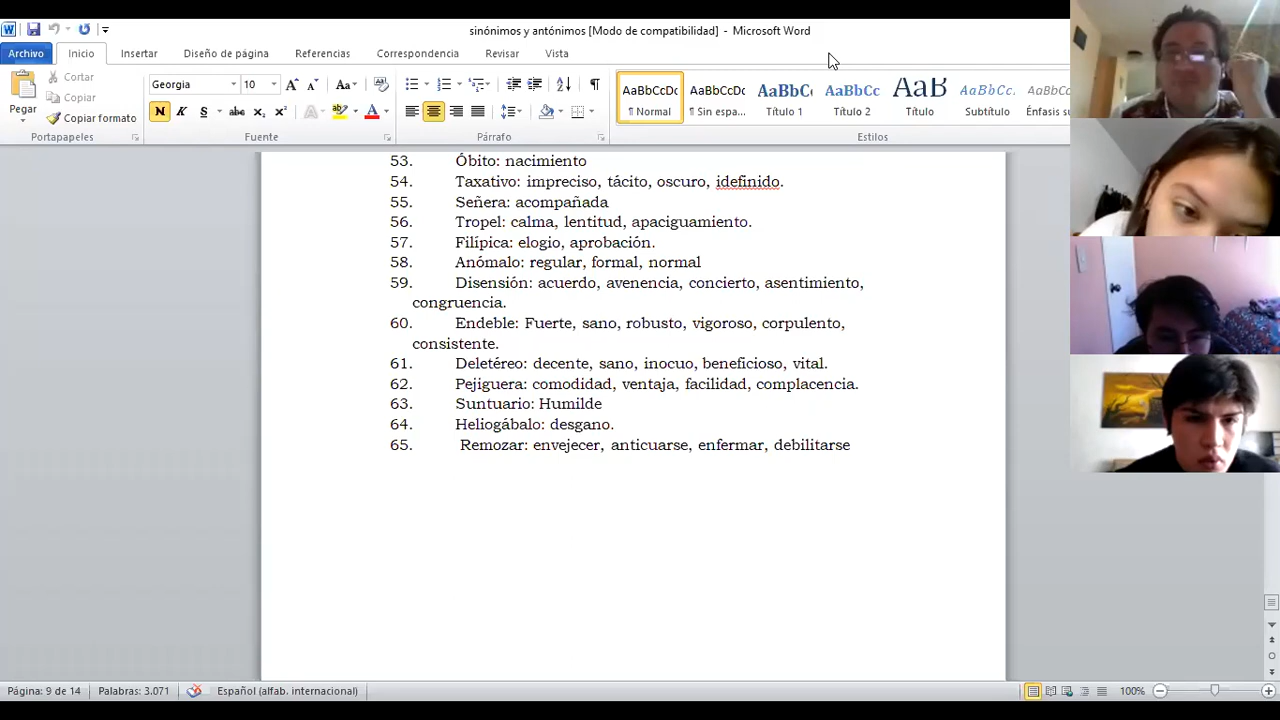 sinónimos y antónimos [Modo de compatibilidad] - Microsoft Word
Archivo Inicio Insertar Diseño de página Referencias Correspondencia Revisar Vista
Cortar
Copiar
Copiar formato
Pegar
Georgia 10
N K S abc x₂ x² Aa A
AaBbCcDc AaBbCcDc AaBbC AaBbCc AaB AaBbCc. AaBbCc
¶ Normal ¶ Sin espa... Título 1 Título 2 Título Subtítulo Énfasis su
Portapapeles Fuente Párrafo Estilos
53. Óbito: nacimiento
54. Taxativo: impreciso, tácito, oscuro, idefinido.
55. Señera: acompañada
56. Tropel: calma, lentitud, apaciguamiento.
57. Filípica: elogio, aprobación.
58. Anómalo: regular, formal, normal
59. Disensión: acuerdo, avenencia, concierto, asentimiento,
congruencia.
60. Endeble: Fuerte, sano, robusto, vigoroso, corpulento,
consistente.
61. Deletéreo: decente, sano, inocuo, beneficioso, vital.
62. Pejiguera: comodidad, ventaja, facilidad, complacencia.
63. Suntuario: Humilde
64. Heliogábalo: desgano.
65. Remozar: envejecer, anticuarse, enfermar, debilitarse
Página: 9 de 14 Palabras: 3.071 Español (alfab. internacional) 100%